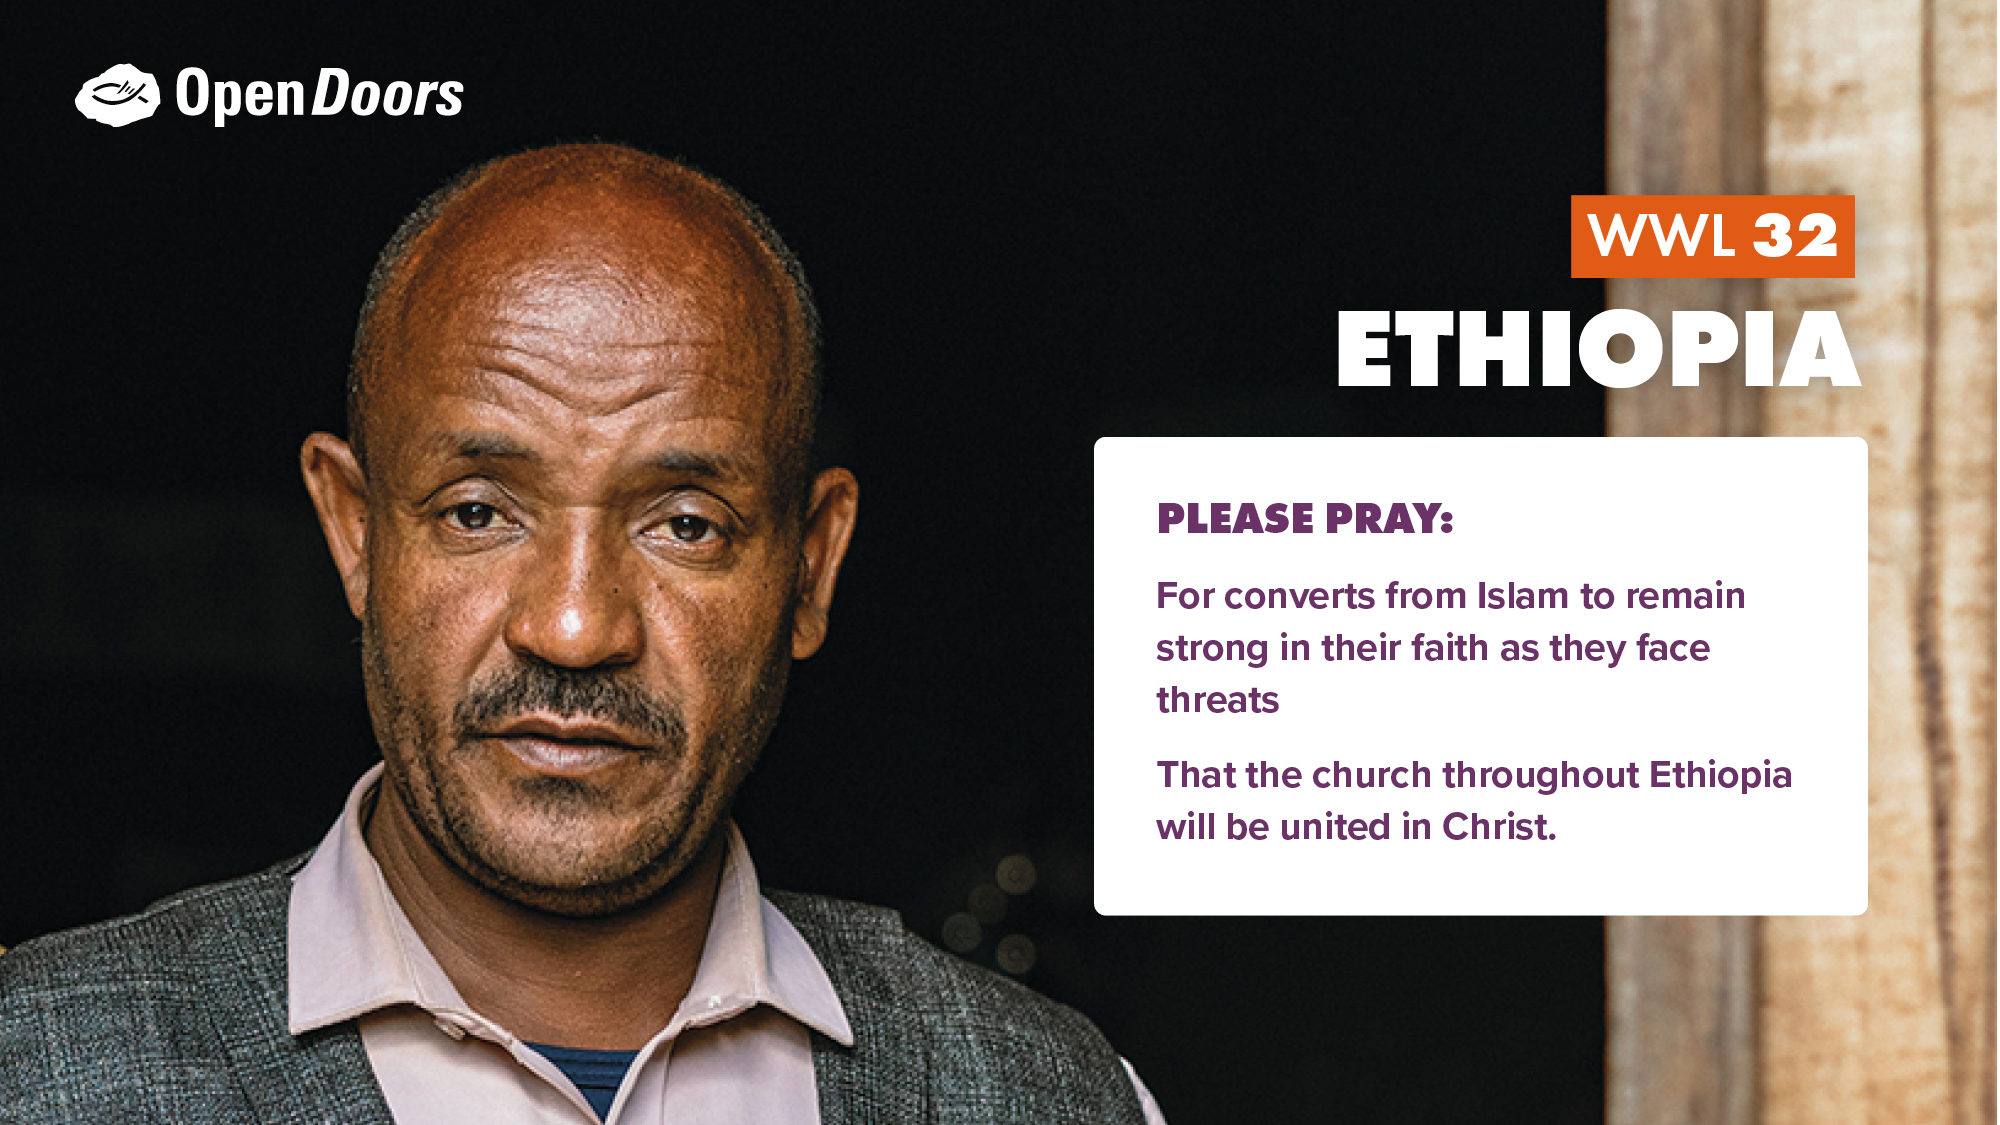 Open Doors
WWL 32
ETHIOPIA
PLEASE PRAY:
For converts from Islam to remain
strong in their faith as they face
threats
That the church throughout Ethiopia
will be united in Christ.